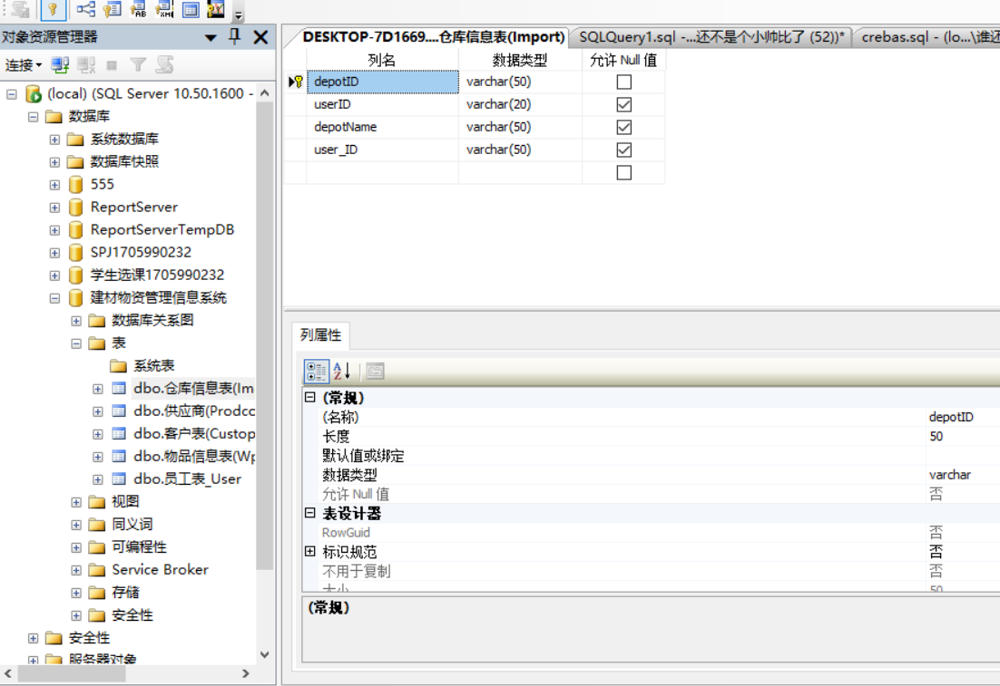 对象资源管理器
连接
(local) (SQL Server 10.50.1600 -
数据库
系统数据库
数据库快照
555
ReportServer
ReportServerTempDB
SPJ1705990232
学生选课1705990232
建材物资管理信息系统
数据库关系图
表
系统表
dbo.仓库信息表(Im
dbo.供应商(Prodcc
dbo.客户表(Custop
dbo.物品信息表(Wp
dbo.员工表_User
视图
同义词
可编程性
Service Broker
存储
安全性
安全性
服务器对象
DESKTOP-7D1669....仓库信息表(Import) SQLQuery1.sql -...还不是个小帅比了 (52))* crebas.sql - (lo...\谁还
列名 数据类型 允许 Null 值
depotID varchar(50)
userID varchar(20)
depotName varchar(50)
user_ID varchar(50)
列属性
(常规)
(名称) depotID
长度 50
默认值或绑定
数据类型 varchar
允许 Null 值 否
表设计器
RowGuid 否
标识规范 否
不用于复制 否
大小 50
(常规)